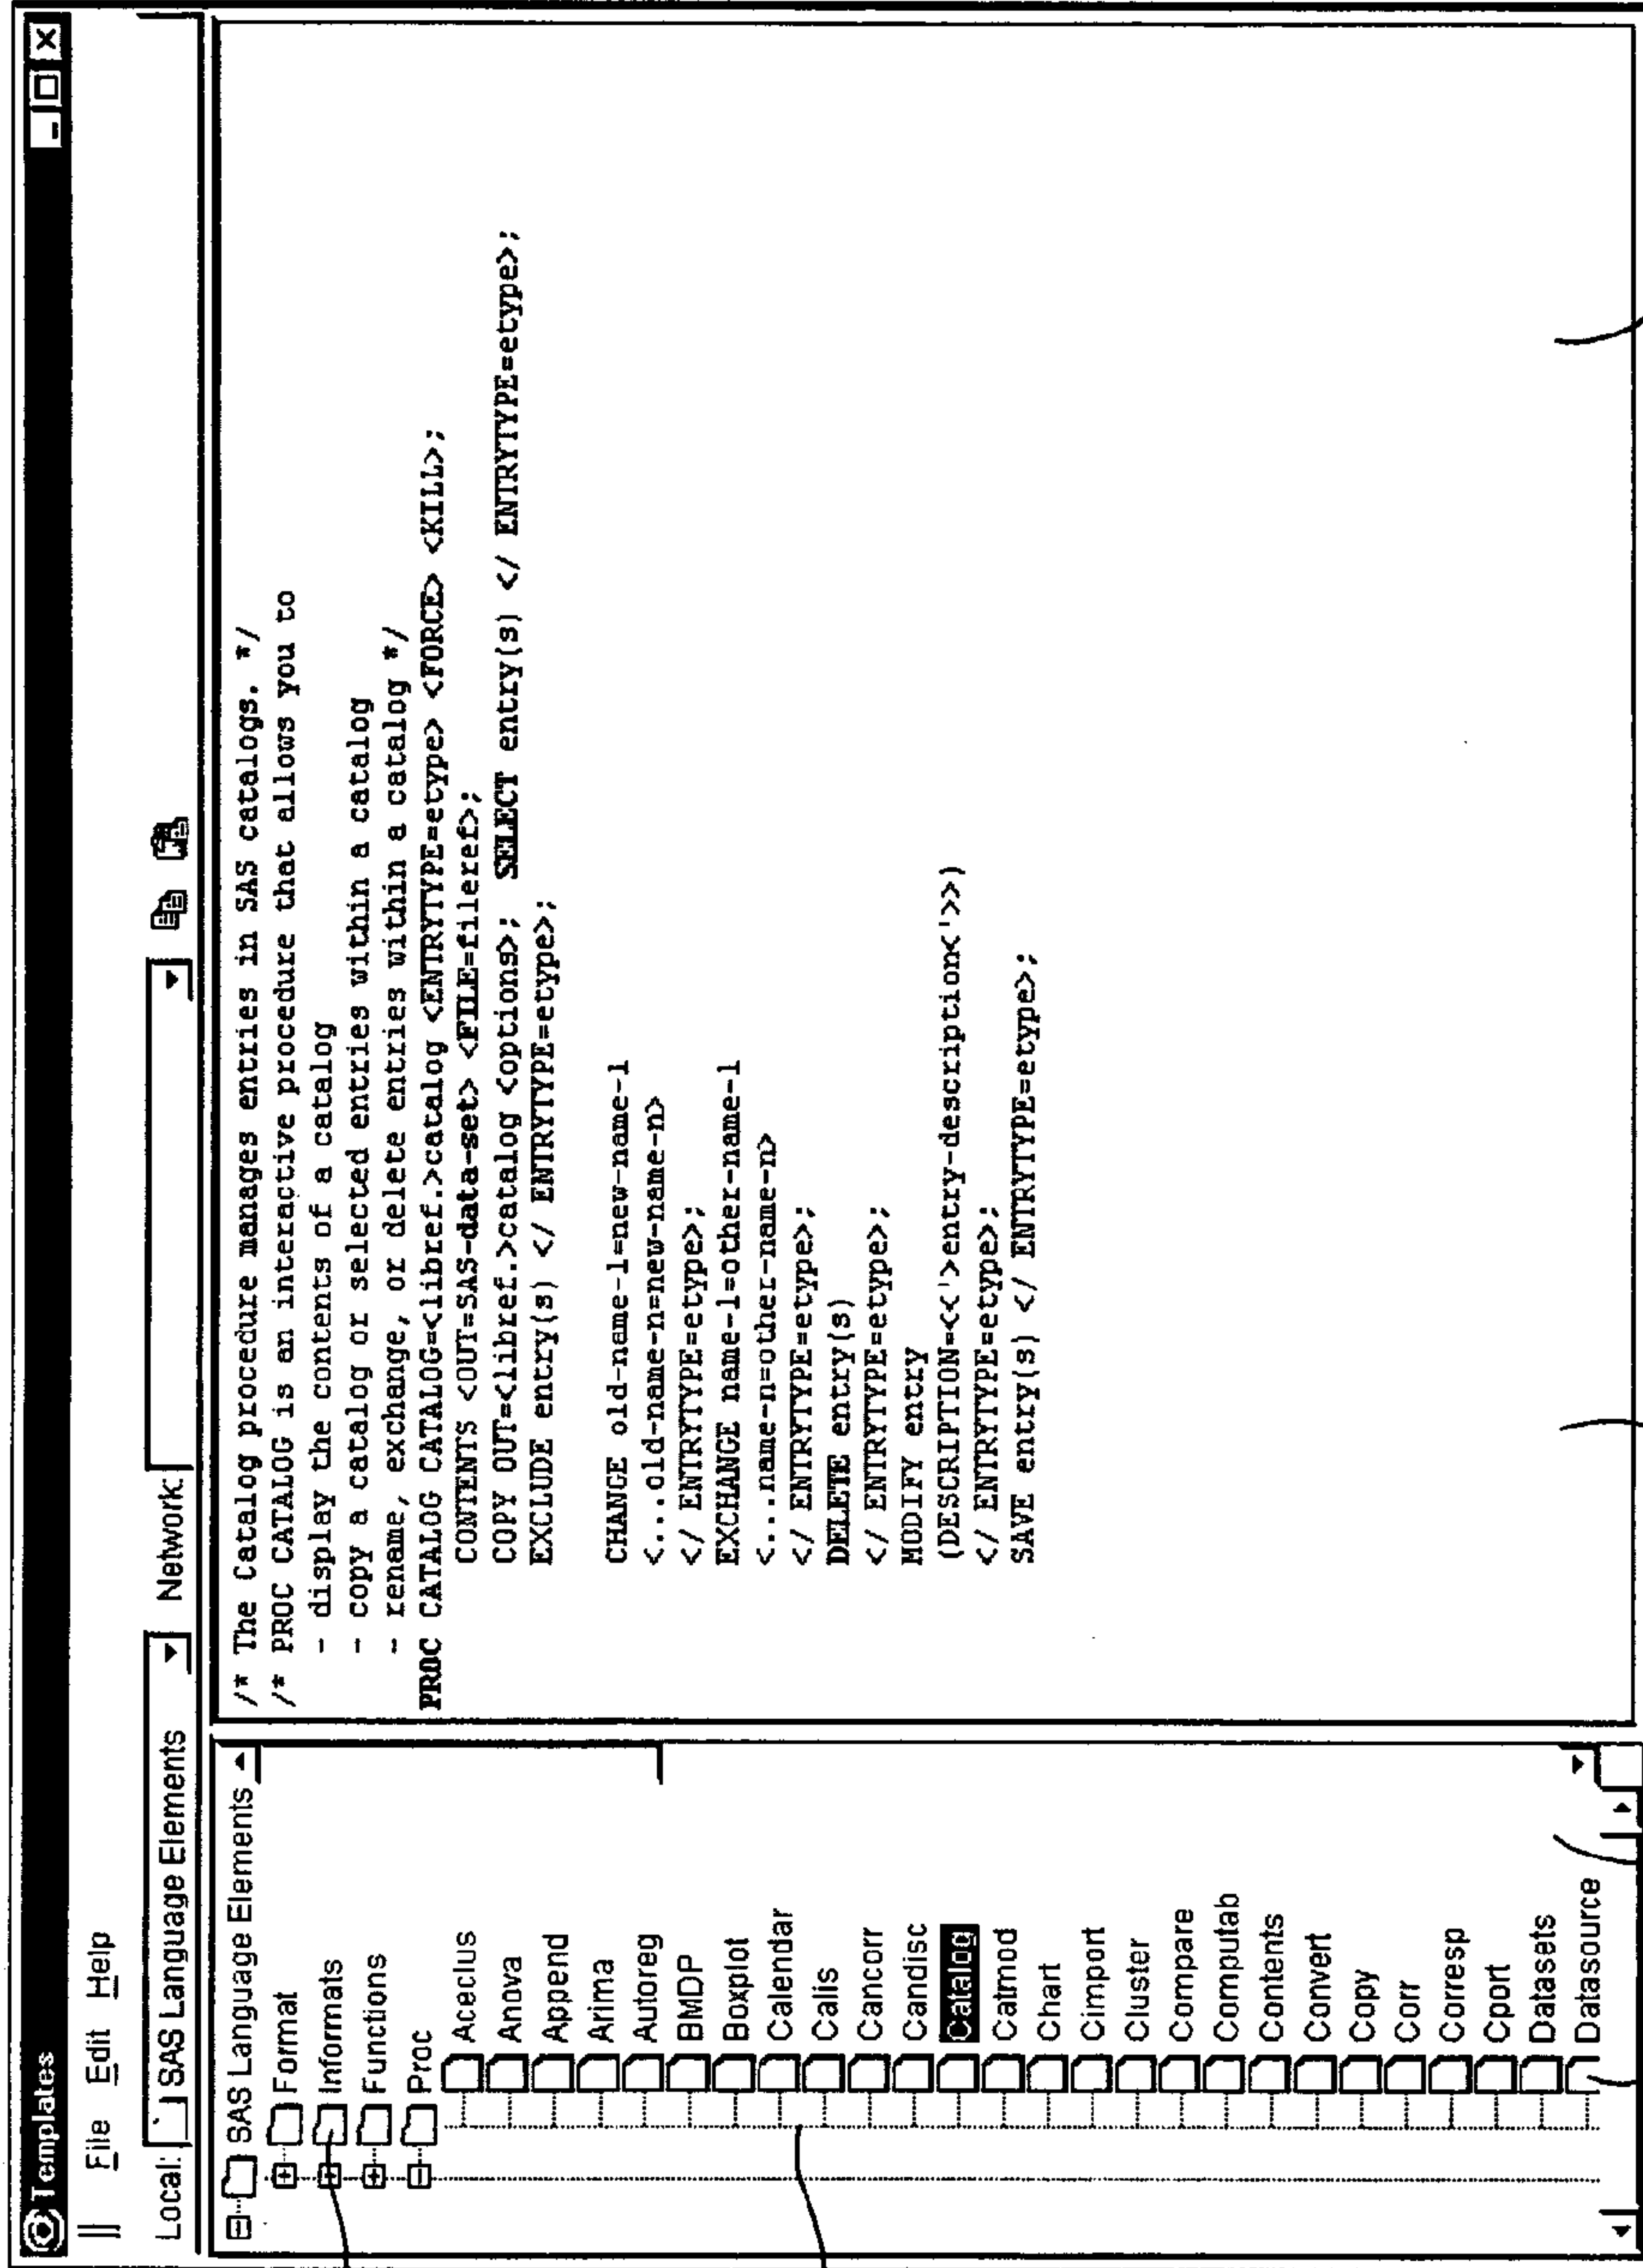 Templates
File Edit Help
Local: SAS Language Elements Network:
SAS Language Elements
Format
Informats
Functions
Proc
Aceclus
Anova
Append
Arima
Autoreg
BMDP
Boxplot
Calendar
Calis
Cancorr
Candisc
Catalog
Catmod
Chart
Cimport
Cluster
Compare
Computab
Contents
Convert
Copy
Corr
Corresp
Cport
Datasets
Datasource
/* The Catalog procedure manages entries in SAS catalogs. */
/* PROC CATALOG is an interactive procedure that allows you to
- display the contents of a catalog
- copy a catalog or selected entries within a catalog
- rename, exchange, or delete entries within a catalog */
PROC CATALOG CATALOG=<libref.>catalog <ENTRYTYPE=etype> <FORCE> <KILL>;
CONTENTS <OUT=SAS-data-set> <FILE=fileref>;
COPY OUT=<libref.>catalog <options>; SELECT entry(s) </ ENTRYTYPE=etype>;
EXCLUDE entry(s) </ ENTRYTYPE=etype>;
CHANGE old-name-1=new-name-1
<...old-name-n=new-name-n>
</ ENTRYTYPE=etype>;
EXCHANGE name-1=other-name-1
<...name-n=other-name-n>
</ ENTRYTYPE=etype>;
DELETE entry(s)
</ ENTRYTYPE=etype>;
MODIFY entry
(DESCRIPTION=<<'>entry-description<'>>)
</ ENTRYTYPE=etype>;
SAVE entry(s) </ ENTRYTYPE=etype>;